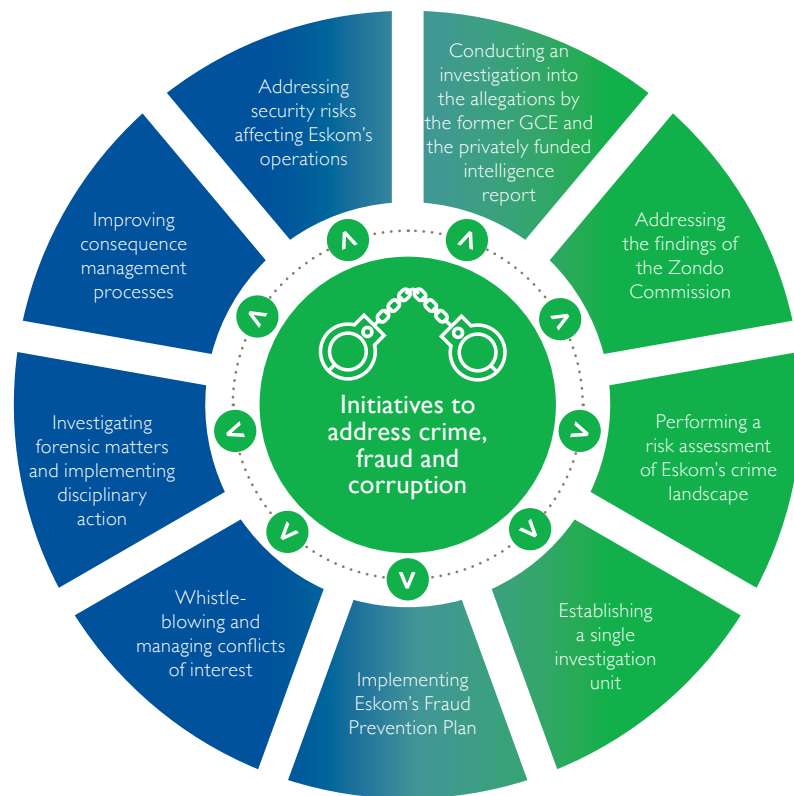 Initiatives to
address crime,
fraud and
corruption
Conducting an
investigation into
the allegations by
the former GCE and
the privately funded
intelligence
report
Addressing
the findings of
the Zondo
Commission
Performing a
risk assessment
of Eskom's crime
landscape
Establishing
a single
investigation
unit
Implementing
Eskom's Fraud
Prevention Plan
Whistle-
blowing and
managing conflicts
of interest
Investigating
forensic matters
and implementing
disciplinary
action
Improving
consequence
management
processes
Addressing
security risks
affecting Eskom's
operations